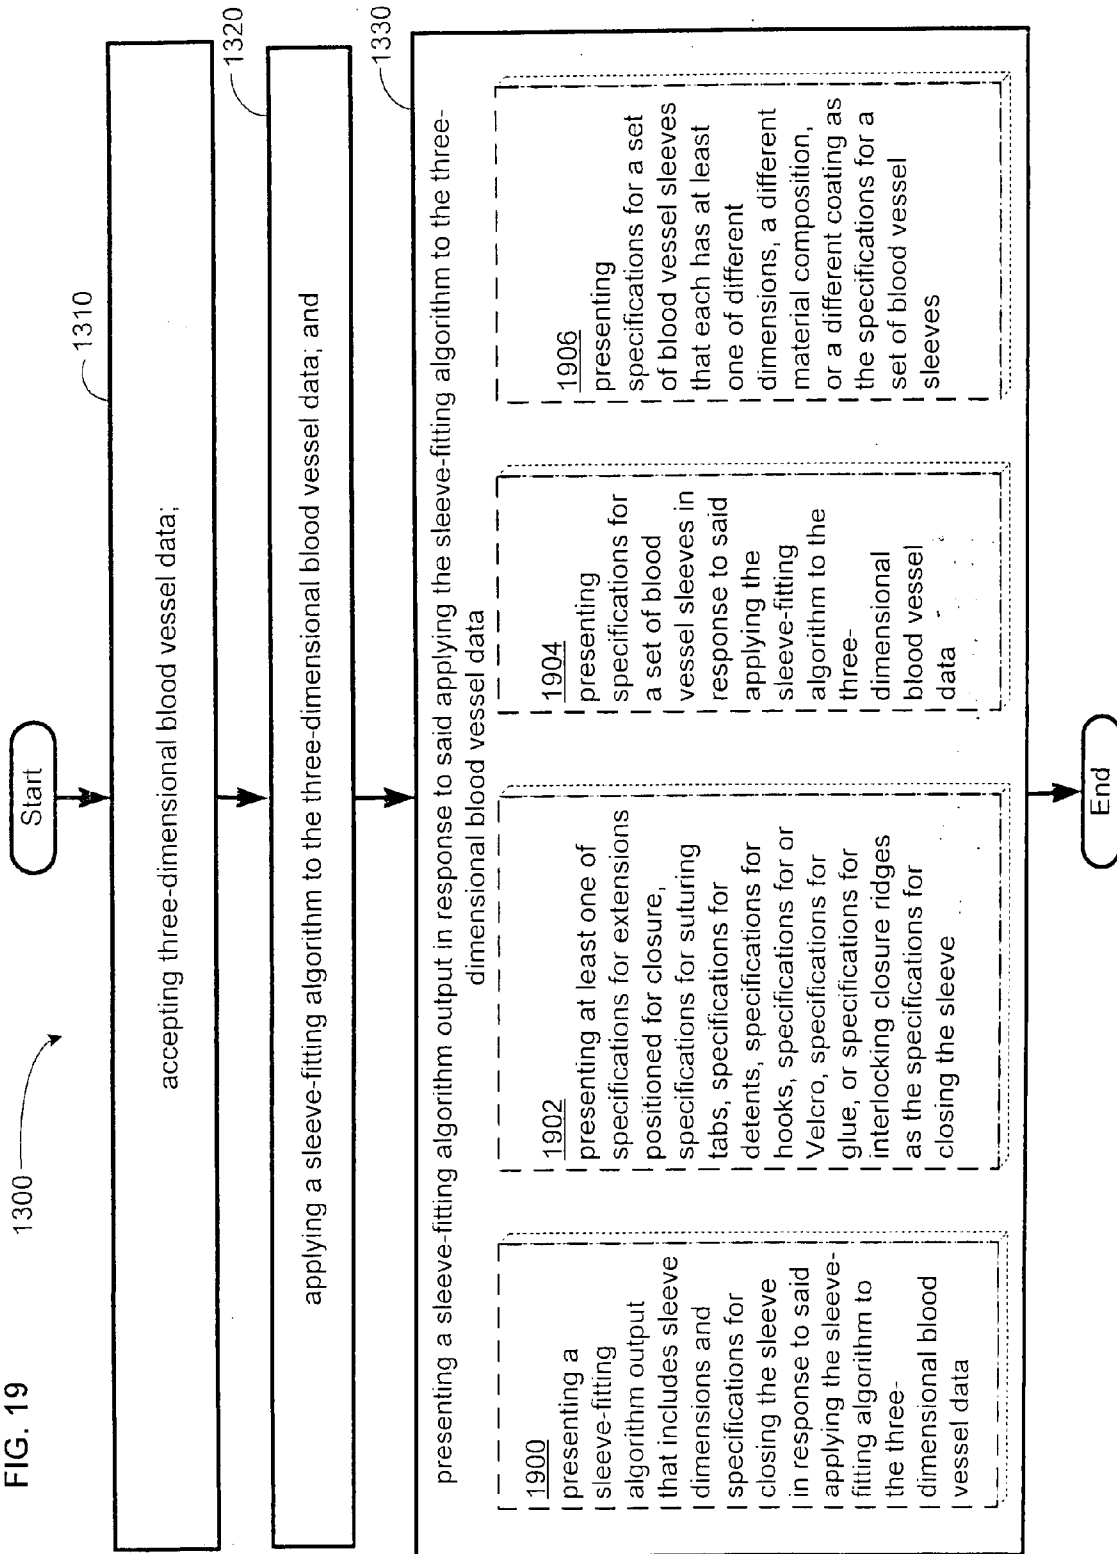 FIG. 19
1300
Start
1310
accepting three-dimensional blood vessel data;
1320
applying a sleeve-fitting algorithm to the three-dimensional blood vessel data; and
1330
presenting a sleeve-fitting algorithm output in response to said applying the sleeve-fitting algorithm to the three-
dimensional blood vessel data
1900
presenting a
sleeve-fitting
algorithm output
that includes sleeve
dimensions and
specifications for
closing the sleeve
in response to said
applying the sleeve-
fitting algorithm to
the three-
dimensional blood
vessel data
1902
presenting at least one of
specifications for extensions
positioned for closure,
specifications for suturing
tabs, specifications for
detents, specifications for
hooks, specifications for or
Velcro, specifications for
glue, or specifications for
interlocking closure ridges
as the specifications for
closing the sleeve
1904
presenting
specifications for
a set of blood
vessel sleeves in
response to said
applying the
sleeve-fitting
algorithm to the
three-
dimensional
blood vessel
data
1906
presenting
specifications for a set
of blood vessel sleeves
that each has at least
one of different
dimensions, a different
material composition,
or a different coating as
the specifications for a
set of blood vessel
sleeves
End